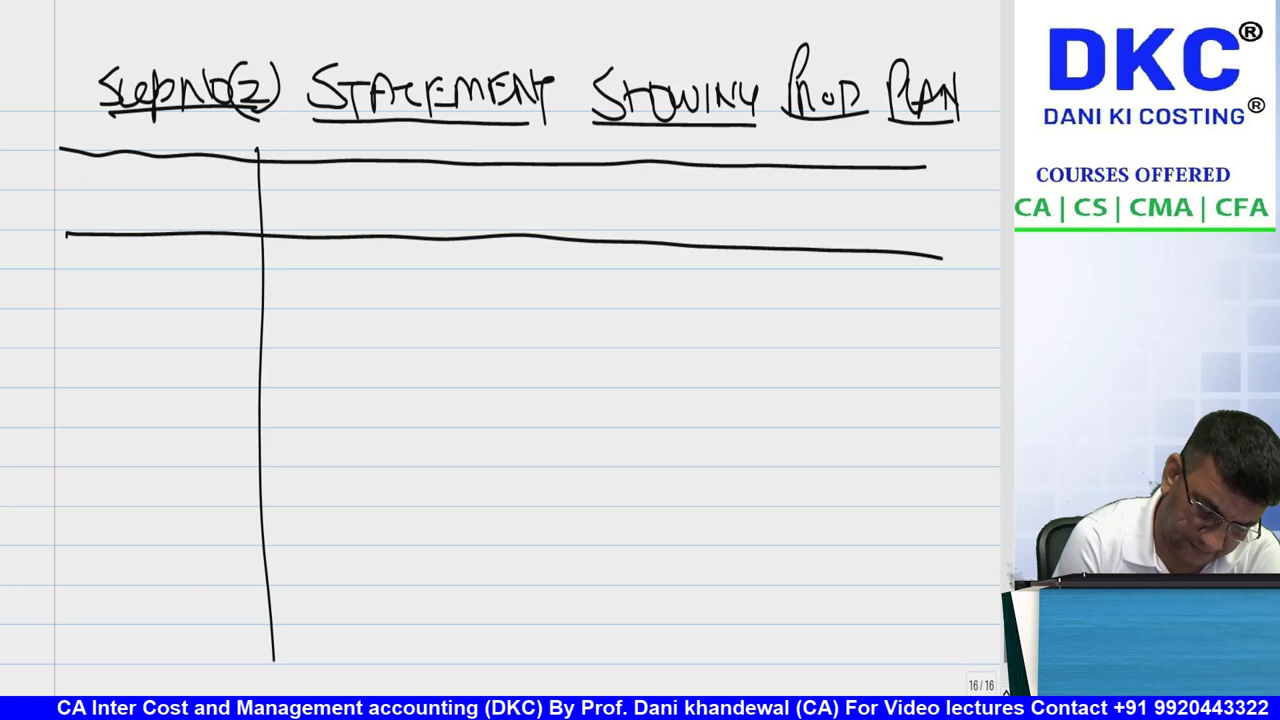 Step No (2) STATEMENT SHOWING PROD PLAN
DKC®
DANI KI COSTING®
COURSES OFFERED
CA | CS | CMA | CFA
16 / 16
CA Inter Cost and Management accounting (DKC) By Prof. Dani khandewal (CA) For Video lectures Contact +91 9920443322